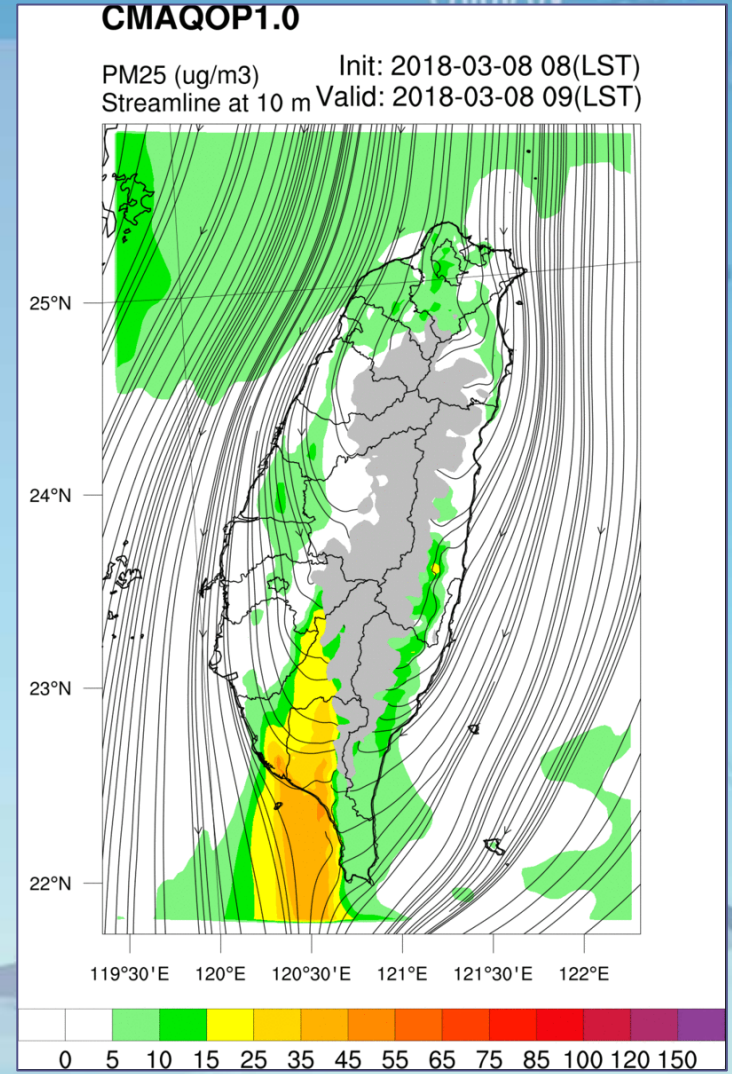 CMAQOP1.0
PM25 (ug/m3) Init: 2018-03-08 08(LST)
Streamline at 10 m Valid: 2018-03-08 09(LST)
25°N
24°N
23°N
22°N
119°30'E 120°E 120°30'E 121°E 121°30'E 122°E
0 5 10 15 25 35 45 55 65 75 85 100 120 150